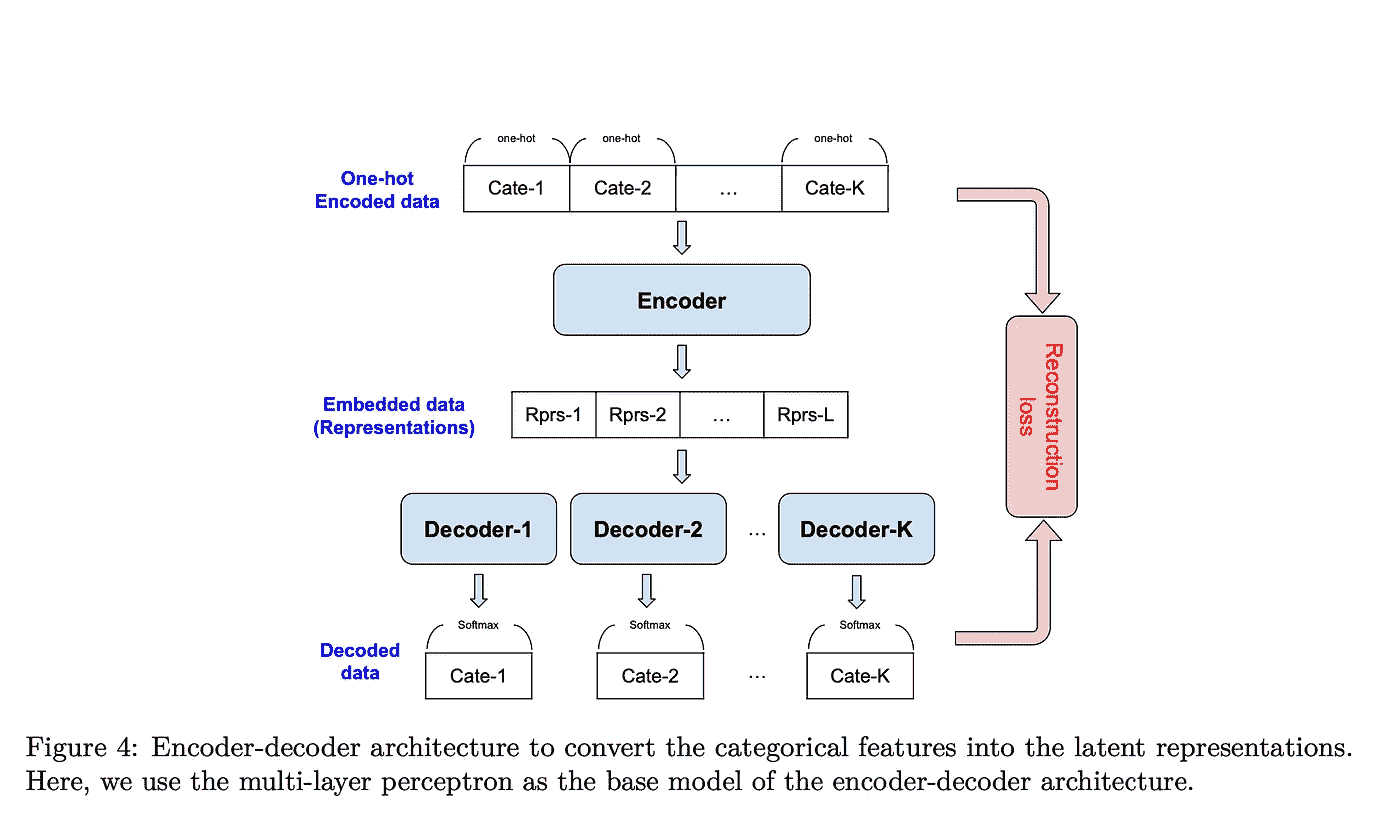 one-hot one-hot one-hot
One-hot
Encoded data
Cate-1 Cate-2 ... Cate-K
Encoder
Embedded data
(Representations)
Rprs-1 Rprs-2 ... Rprs-L
Reconstruction
loss
Decoder-1 Decoder-2 ... Decoder-K
Softmax Softmax Softmax
Decoded
data
Cate-1 Cate-2 ... Cate-K
Figure 4: Encoder-decoder architecture to convert the categorical features into the latent representations.
Here, we use the multi-layer perceptron as the base model of the encoder-decoder architecture.